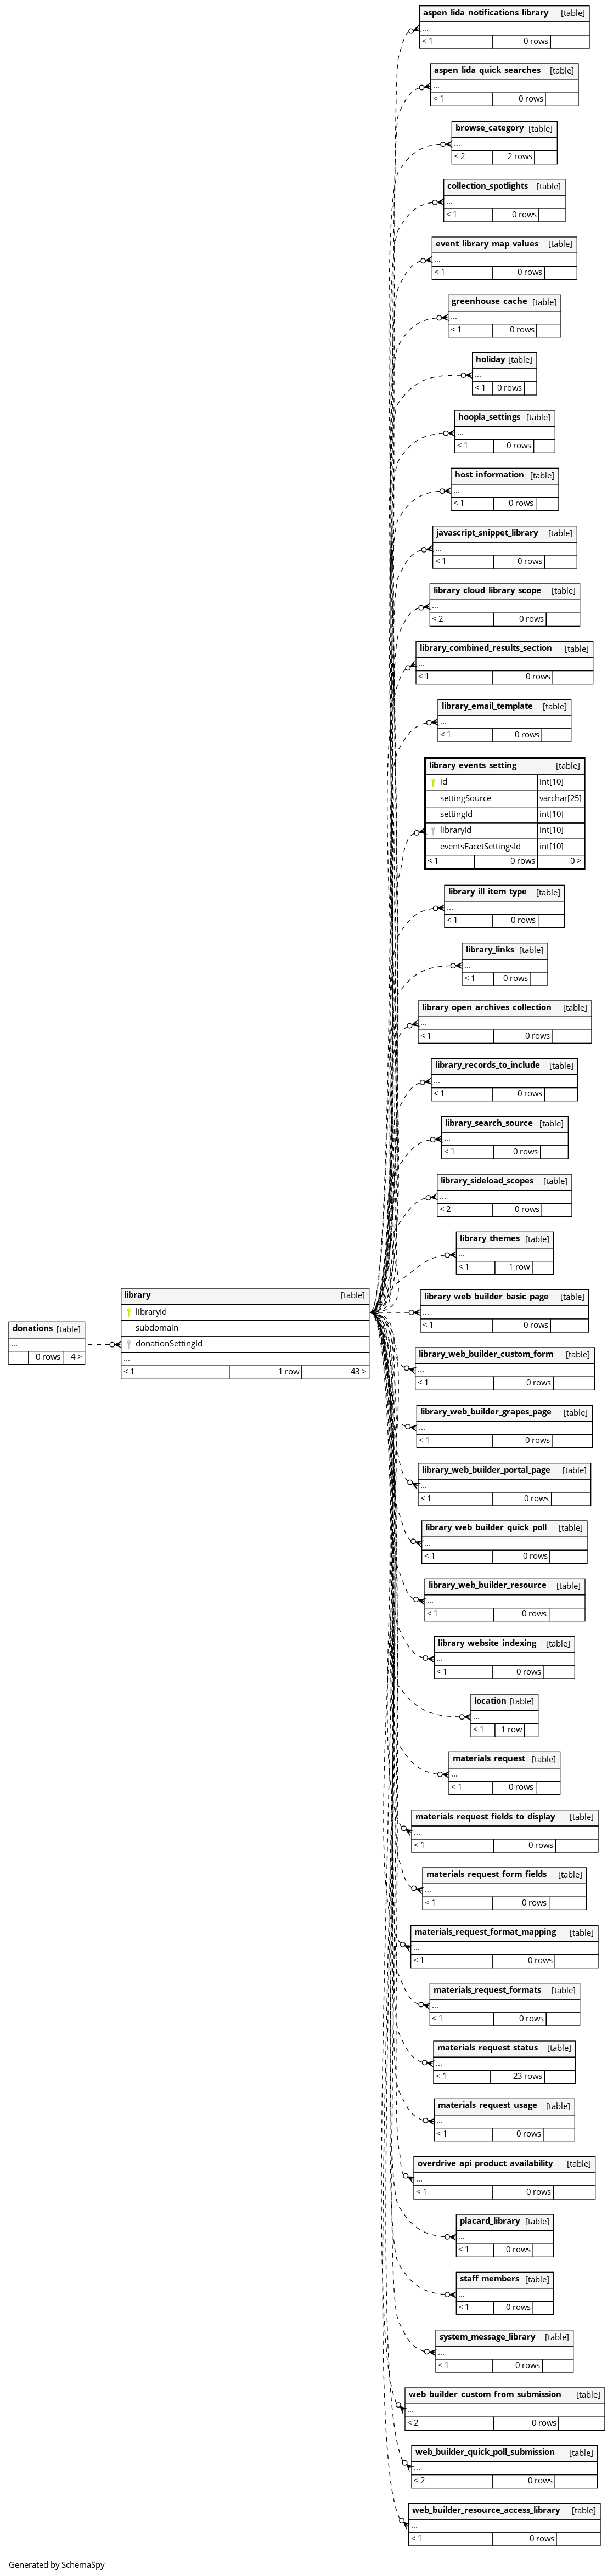 aspen_lida_notifications_library [table]
...
< 1 0 rows
aspen_lida_quick_searches [table]
...
< 1 0 rows
browse_category [table]
...
< 2 2 rows
collection_spotlights [table]
...
< 1 0 rows
event_library_map_values [table]
...
< 1 0 rows
greenhouse_cache [table]
...
< 1 0 rows
holiday [table]
...
< 1 0 rows
hoopla_settings [table]
...
< 1 0 rows
host_information [table]
...
< 1 0 rows
javascript_snippet_library [table]
...
< 1 0 rows
library_cloud_library_scope [table]
...
< 2 0 rows
library_combined_results_section [table]
...
< 1 0 rows
library_email_template [table]
...
< 1 0 rows
library_events_setting [table]
id int[10]
settingSource varchar[25]
settingId int[10]
libraryId int[10]
eventsFacetSettingsId int[10]
< 1 0 rows 0 >
library_ill_item_type [table]
...
< 1 0 rows
library_links [table]
...
< 1 0 rows
library_open_archives_collection [table]
...
< 1 0 rows
library_records_to_include [table]
...
< 1 0 rows
library_search_source [table]
...
< 1 0 rows
library_sideload_scopes [table]
...
< 2 0 rows
library_themes [table]
...
< 1 1 row
library [table]
libraryId
subdomain
donationSettingId
...
< 1 1 row 43 >
donations [table]
...
0 rows 4 >
library_web_builder_basic_page [table]
...
< 1 0 rows
library_web_builder_custom_form [table]
...
< 1 0 rows
library_web_builder_grapes_page [table]
...
< 1 0 rows
library_web_builder_portal_page [table]
...
< 1 0 rows
library_web_builder_quick_poll [table]
...
< 1 0 rows
library_web_builder_resource [table]
...
< 1 0 rows
library_website_indexing [table]
...
< 1 0 rows
location [table]
...
< 1 1 row
materials_request [table]
...
< 1 0 rows
materials_request_fields_to_display [table]
...
< 1 0 rows
materials_request_form_fields [table]
...
< 1 0 rows
materials_request_format_mapping [table]
...
< 1 0 rows
materials_request_formats [table]
...
< 1 0 rows
materials_request_status [table]
...
< 1 23 rows
materials_request_usage [table]
...
< 1 0 rows
overdrive_api_product_availability [table]
...
< 1 0 rows
placard_library [table]
...
< 1 0 rows
staff_members [table]
...
< 1 0 rows
system_message_library [table]
...
< 1 0 rows
web_builder_custom_from_submission [table]
...
< 2 0 rows
web_builder_quick_poll_submission [table]
...
< 2 0 rows
web_builder_resource_access_library [table]
...
< 1 0 rows
Generated by SchemaSpy